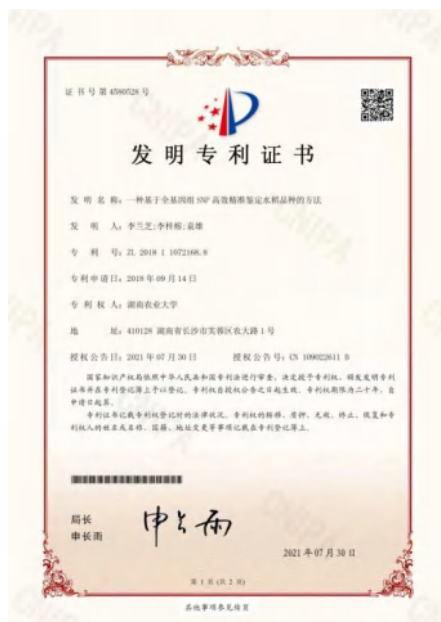 证书号第4580528号
发明专利证书
发 明 名 称:一种基于全基因组 SNP 高效精准鉴定水稻品种的方法
发 明 人:李兰芝;李梓榕;袁雄
专 利 号:ZL 2018 1 1072168.8
专利申请日:2018年09月14日
专 利 权 人:湖南农业大学
地 址:410128 湖南省长沙市芙蓉区农大路1号
授权公告日:2021年07月30日 授权公告号:CN 109022611 B
国家知识产权局依照中华人民共和国专利法进行审查,决定授予专利权,颁发发明专利
证书并在专利登记簿上予以登记。专利权自授权公告之日起生效。专利权期限为二十年,自
申请日起算。
专利证书记载专利权登记时的法律状况。专利权的转移、质押、无效、终止、恢复和专
利权人的姓名或名称、国籍、地址变更等事项记载在专利登记簿上。
局长
申长雨
申长雨
2021年07月30日
第 1 页 (共 2 页)
其他事项参见续页
CNIPA